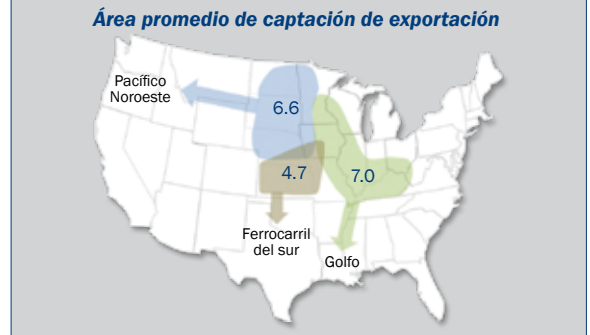 Área promedio de captación de exportación
Pacífico
Noroeste
6.6
4.7
7.0
Ferrocarril
del sur
Golfo